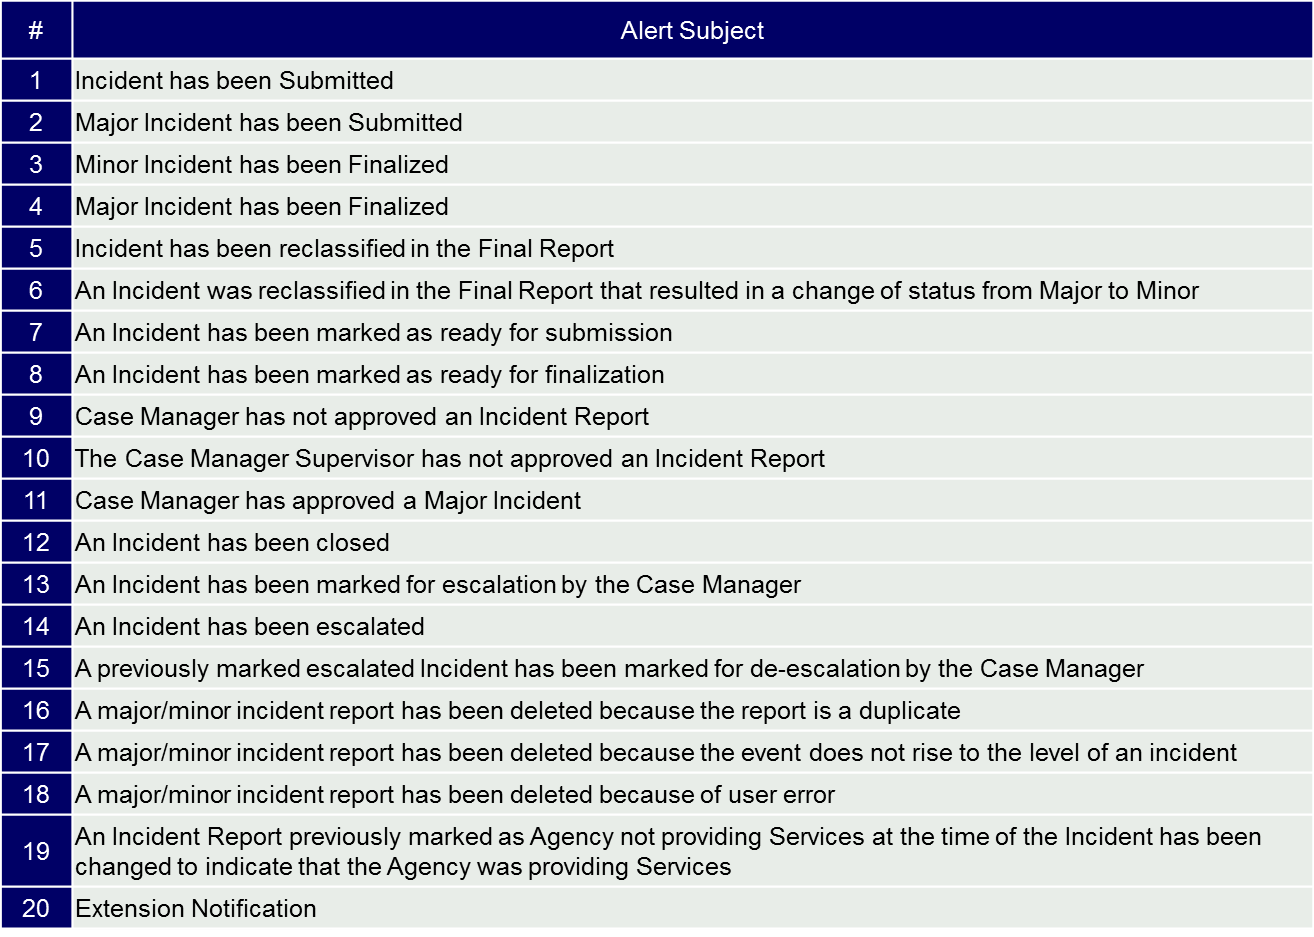 # Alert Subject
1 Incident has been Submitted
2 Major Incident has been Submitted
3 Minor Incident has been Finalized
4 Major Incident has been Finalized
5 Incident has been reclassified in the Final Report
6 An Incident was reclassified in the Final Report that resulted in a change of status from Major to Minor
7 An Incident has been marked as ready for submission
8 An Incident has been marked as ready for finalization
9 Case Manager has not approved an Incident Report
10 The Case Manager Supervisor has not approved an Incident Report
11 Case Manager has approved a Major Incident
12 An Incident has been closed
13 An Incident has been marked for escalation by the Case Manager
14 An Incident has been escalated
15 A previously marked escalated Incident has been marked for de-escalation by the Case Manager
16 A major/minor incident report has been deleted because the report is a duplicate
17 A major/minor incident report has been deleted because the event does not rise to the level of an incident
18 A major/minor incident report has been deleted because of user error
19 An Incident Report previously marked as Agency not providing Services at the time of the Incident has been
changed to indicate that the Agency was providing Services
20 Extension Notification